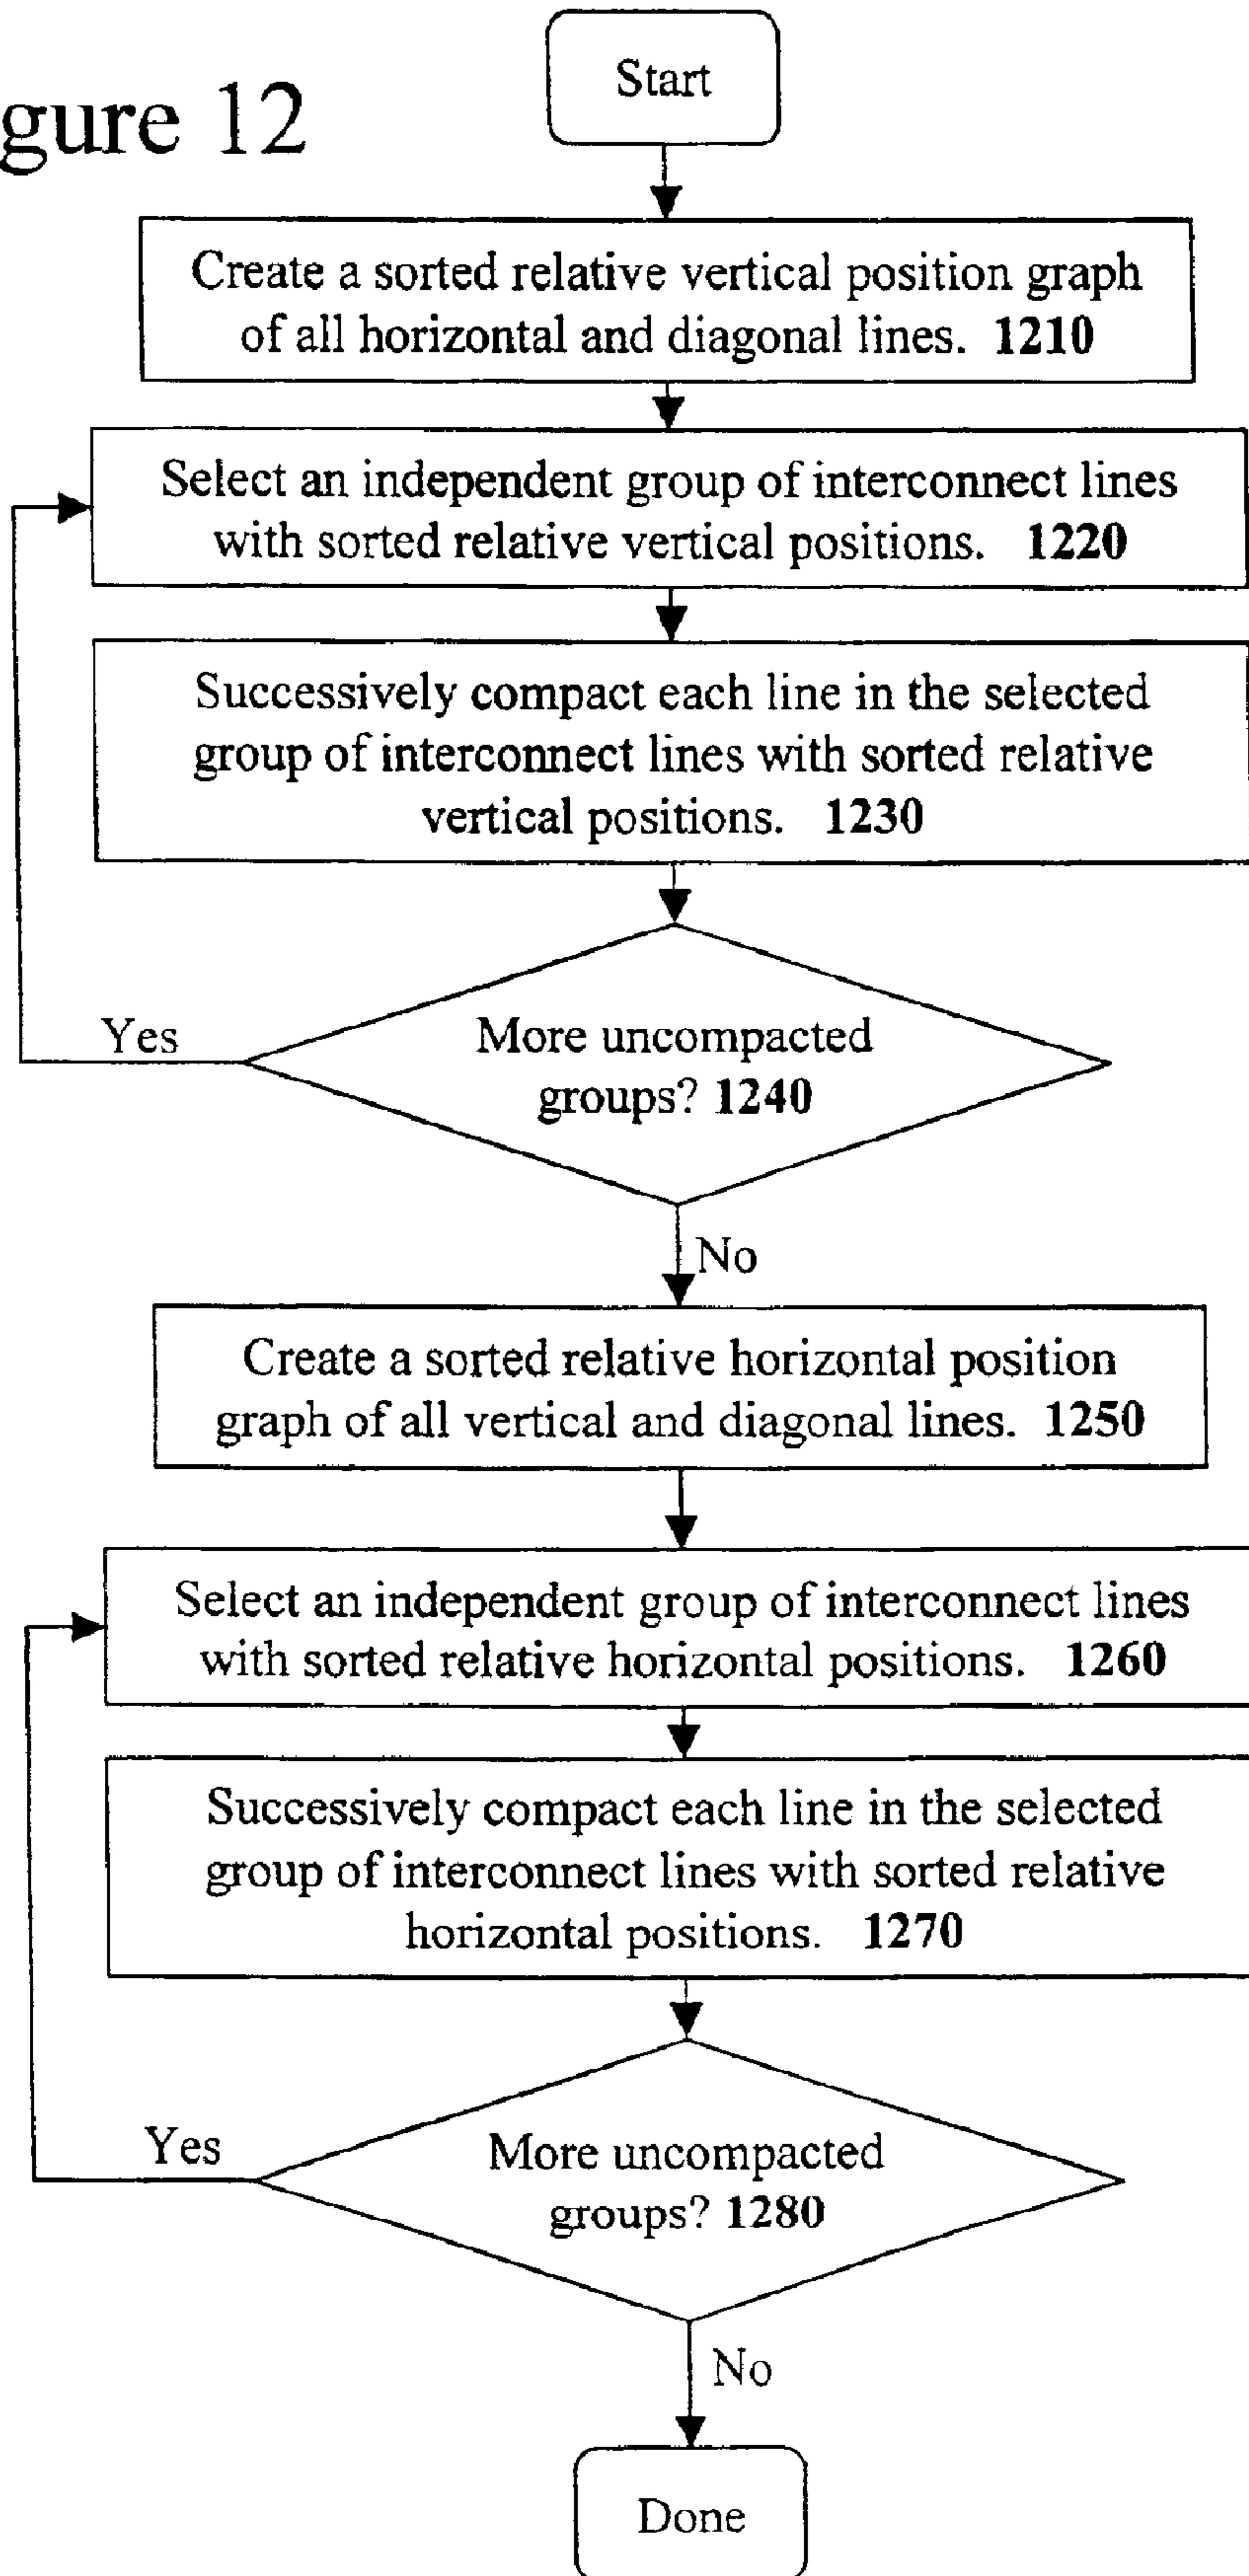 Start
gure 12
Create a sorted relative vertical position graph
of all horizontal and diagonal lines. 1210
Select an independent group of interconnect lines
with sorted relative vertical positions. 1220
Successively compact each line in the selected
group of interconnect lines with sorted relative
vertical positions. 1230
Yes
More uncompacted
groups? 1240
No
Create a sorted relative horizontal position
graph of all vertical and diagonal lines. 1250
Select an independent group of interconnect lines
with sorted relative horizontal positions. 1260
Successively compact each line in the selected
group of interconnect lines with sorted relative
horizontal positions. 1270
Yes
More uncompacted
groups? 1280
No
Done